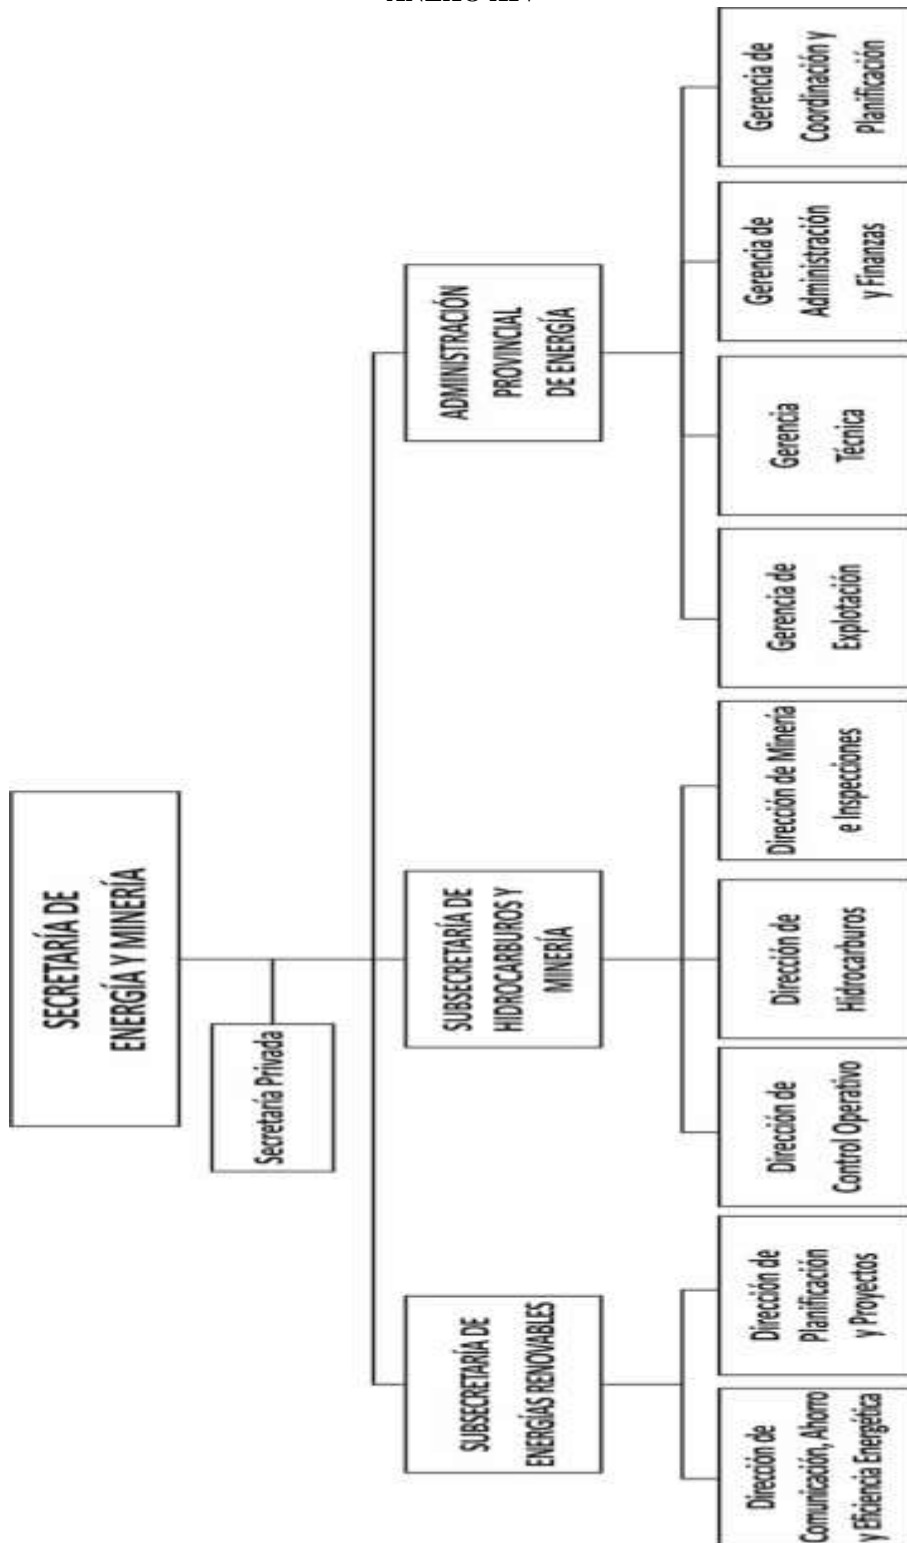 SECRETARÍA DE
ENERGÍA Y MINERÍA
Secretaría Privada
SUBSECRETARÍA DE
ENERGÍAS RENOVABLES
SUBSECRETARÍA DE
HIDROCARBUROS Y
MINERÍA
ADMINISTRACIÓN
PROVINCIAL
DE ENERGÍA
Dirección de
Comunicación, Ahorro
y Eficiencia Energética
Dirección de
Planificación
y Proyectos
Dirección de
Control Operativo
Dirección de
Hidrocarburos
Dirección de Minería
e Inspecciones
Gerencia de
Explotación
Gerencia
Técnica
Gerencia de
Administración
y Finanzas
Gerencia de
Coordinación y
Planificación